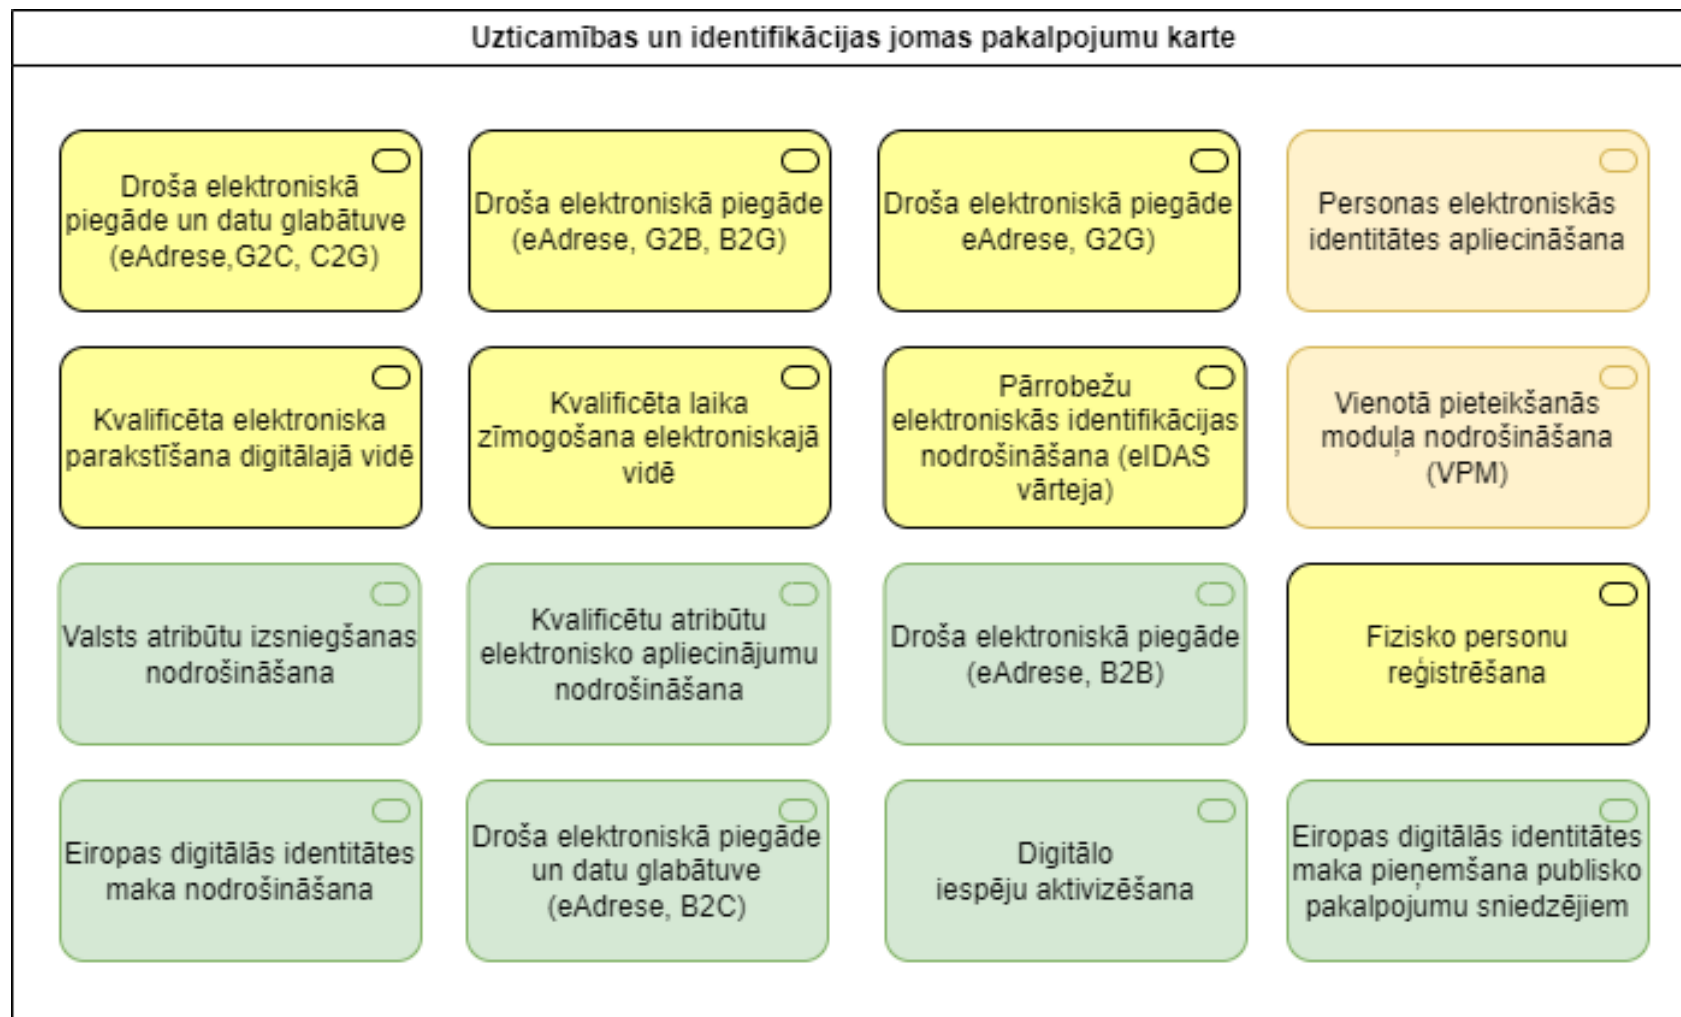 Uzticamības un identifikācijas jomas pakalpojumu karte
Droša elektroniskā
piegāde un datu glabātuve
(eAdrese,G2C, C2G)
Droša elektroniskā piegāde
(eAdrese, G2B, B2G)
Droša elektroniskā piegāde
eAdrese, G2G)
Personas elektroniskās
identitātes apliecināšana
Kvalificēta elektroniska
parakstīšana digitālajā vidē
Kvalificēta laika
zīmogošana elektroniskajā
vidē
Pārrobežu
elektroniskās identifikācijas
nodrošināšana (eIDAS
vārteja)
Vienotā pieteikšanās
moduļa nodrošināšana
(VPM)
Valsts atribūtu izsniegšanas
nodrošināšana
Kvalificētu atribūtu
elektronisko apliecinājumu
nodrošināšana
Droša elektroniskā piegāde
(eAdrese, B2B)
Fizisko personu
reģistrēšana
Eiropas digitālās identitātes
maka nodrošināšana
Droša elektroniskā piegāde
un datu glabātuve
(eAdrese, B2C)
Digitālo
iespēju aktivizēšana
Eiropas digitālās identitātes
maka pieņemšana publisko
pakalpojumu sniedzējiem